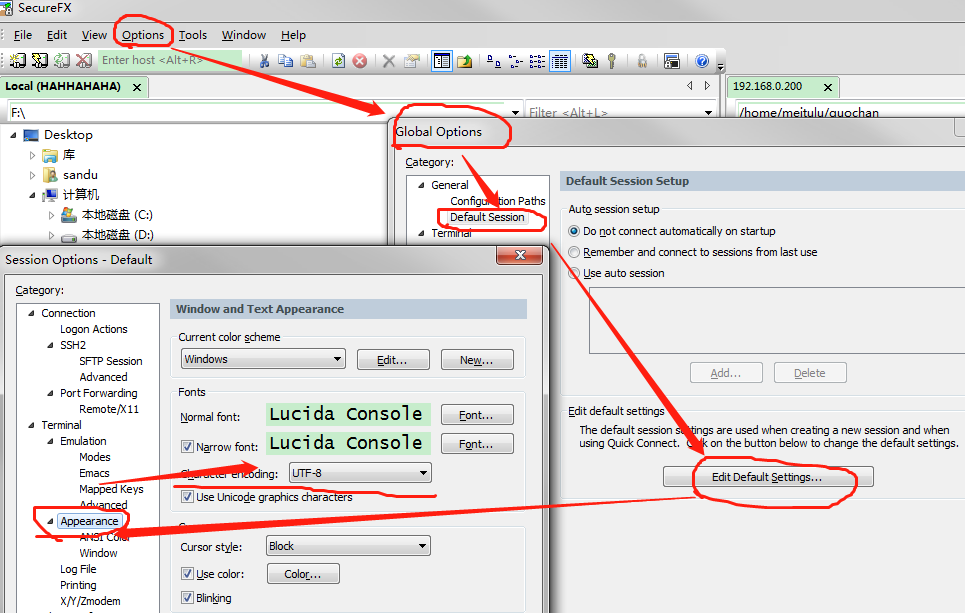 SecureFX
File Edit View Options Tools Window Help
Enter host <Alt+R>
Local (HAHHAHAHA)
192.168.0.200
F:\
Filter <Alt+L>
/home/meitulu/guochan
Desktop
库
sandu
计算机
本地磁盘 (C:)
本地磁盘 (D:)
Global Options
Category:
General
Configuration Paths
Default Session
Terminal
Default Session Setup
Auto session setup
Do not connect automatically on startup
Remember and connect to sessions from last use
Use auto session
Add...
Delete
Edit default settings
The default session settings are used when creating a new session and when
using Quick Connect. Click on the button below to change the default settings.
Edit Default Settings...
Session Options - Default
Category:
Connection
Logon Actions
SSH2
SFTP Session
Advanced
Port Forwarding
Remote/X11
Terminal
Emulation
Modes
Emacs
Mapped Keys
Advanced
Appearance
ANSI Color
Window
Log File
Printing
X/Y/Zmodem
Window and Text Appearance
Current color scheme
Windows
Edit...
New...
Fonts
Normal font:
Lucida Console
Font...
Narrow font:
Lucida Console
Font...
Character encoding:
UTF-8
Use Unicode graphics characters
Cursor style:
Block
Use color:
Color...
Blinking